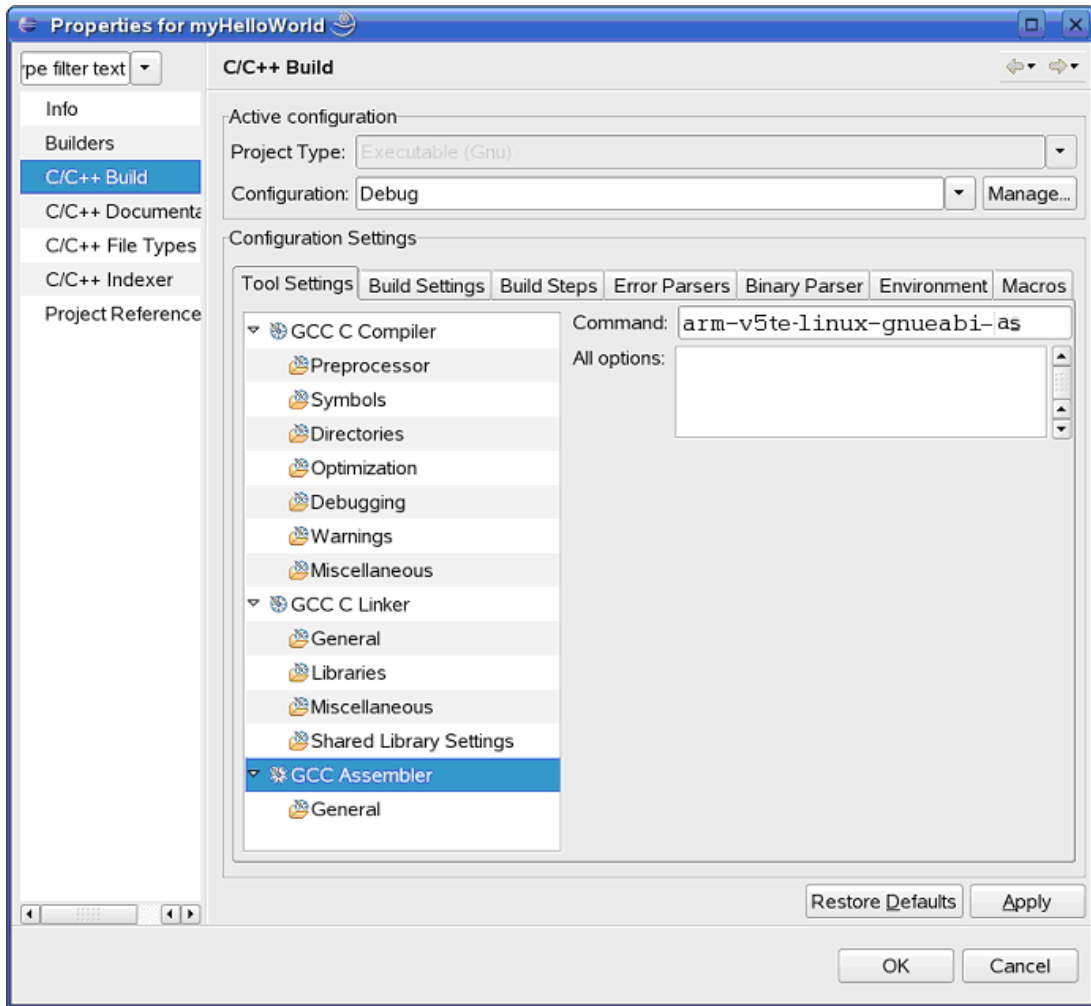 Properties for myHelloWorld
ype filter text
C/C++ Build
Info
Builders
C/C++ Build
C/C++ Documenta
C/C++ File Types
C/C++ Indexer
Project Reference
Active configuration
Project Type: Executable (Gnu)
Configuration: Debug Manage...
Configuration Settings
Tool Settings Build Settings Build Steps Error Parsers Binary Parser Environment Macros
GCC C Compiler
Preprocessor
Symbols
Directories
Optimization
Debugging
Warnings
Miscellaneous
GCC C Linker
General
Libraries
Miscellaneous
Shared Library Settings
GCC Assembler
General
Command: arm-v5te-linux-gnueabi-as
All options:
Restore Defaults Apply
OK Cancel